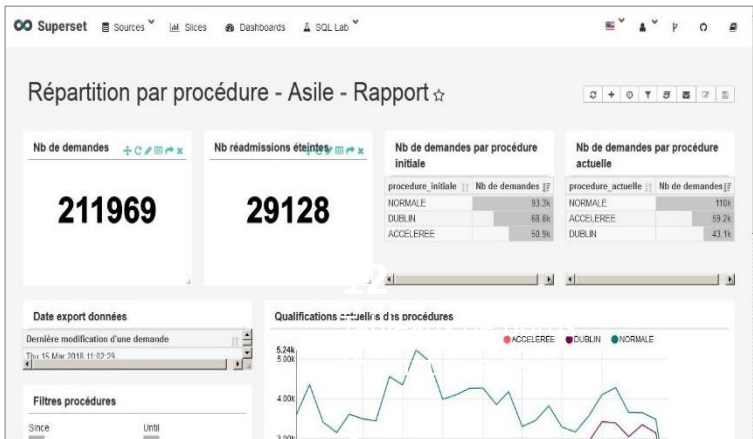 Superset Sources Slices Dashboards SQL Lab
Répartition par procédure - Asile - Rapport
Nb de demandes
211969
Nb réadmissions éteintes
29128
Nb de demandes par procédure
initiale
procedure_initiale Nb de demandes
NORMALE 93.3k
DUBLIN 68.8k
ACCELEREE 50.9k
Nb de demandes par procédure
actuelle
procedure_actuelle Nb de demandes
NORMALE 110k
ACCELEREE 59.2k
DUBLIN 43.1k
12
Date export données
Dernière modification d'une demande
Thu 15 Mar 2018 11:02:29
Qualifications actuelles des procédures
ACCELEREE DUBLIN NORMALE
5.24k
5.00k
4.00k
3.00k
Filtres procédures
Since Until